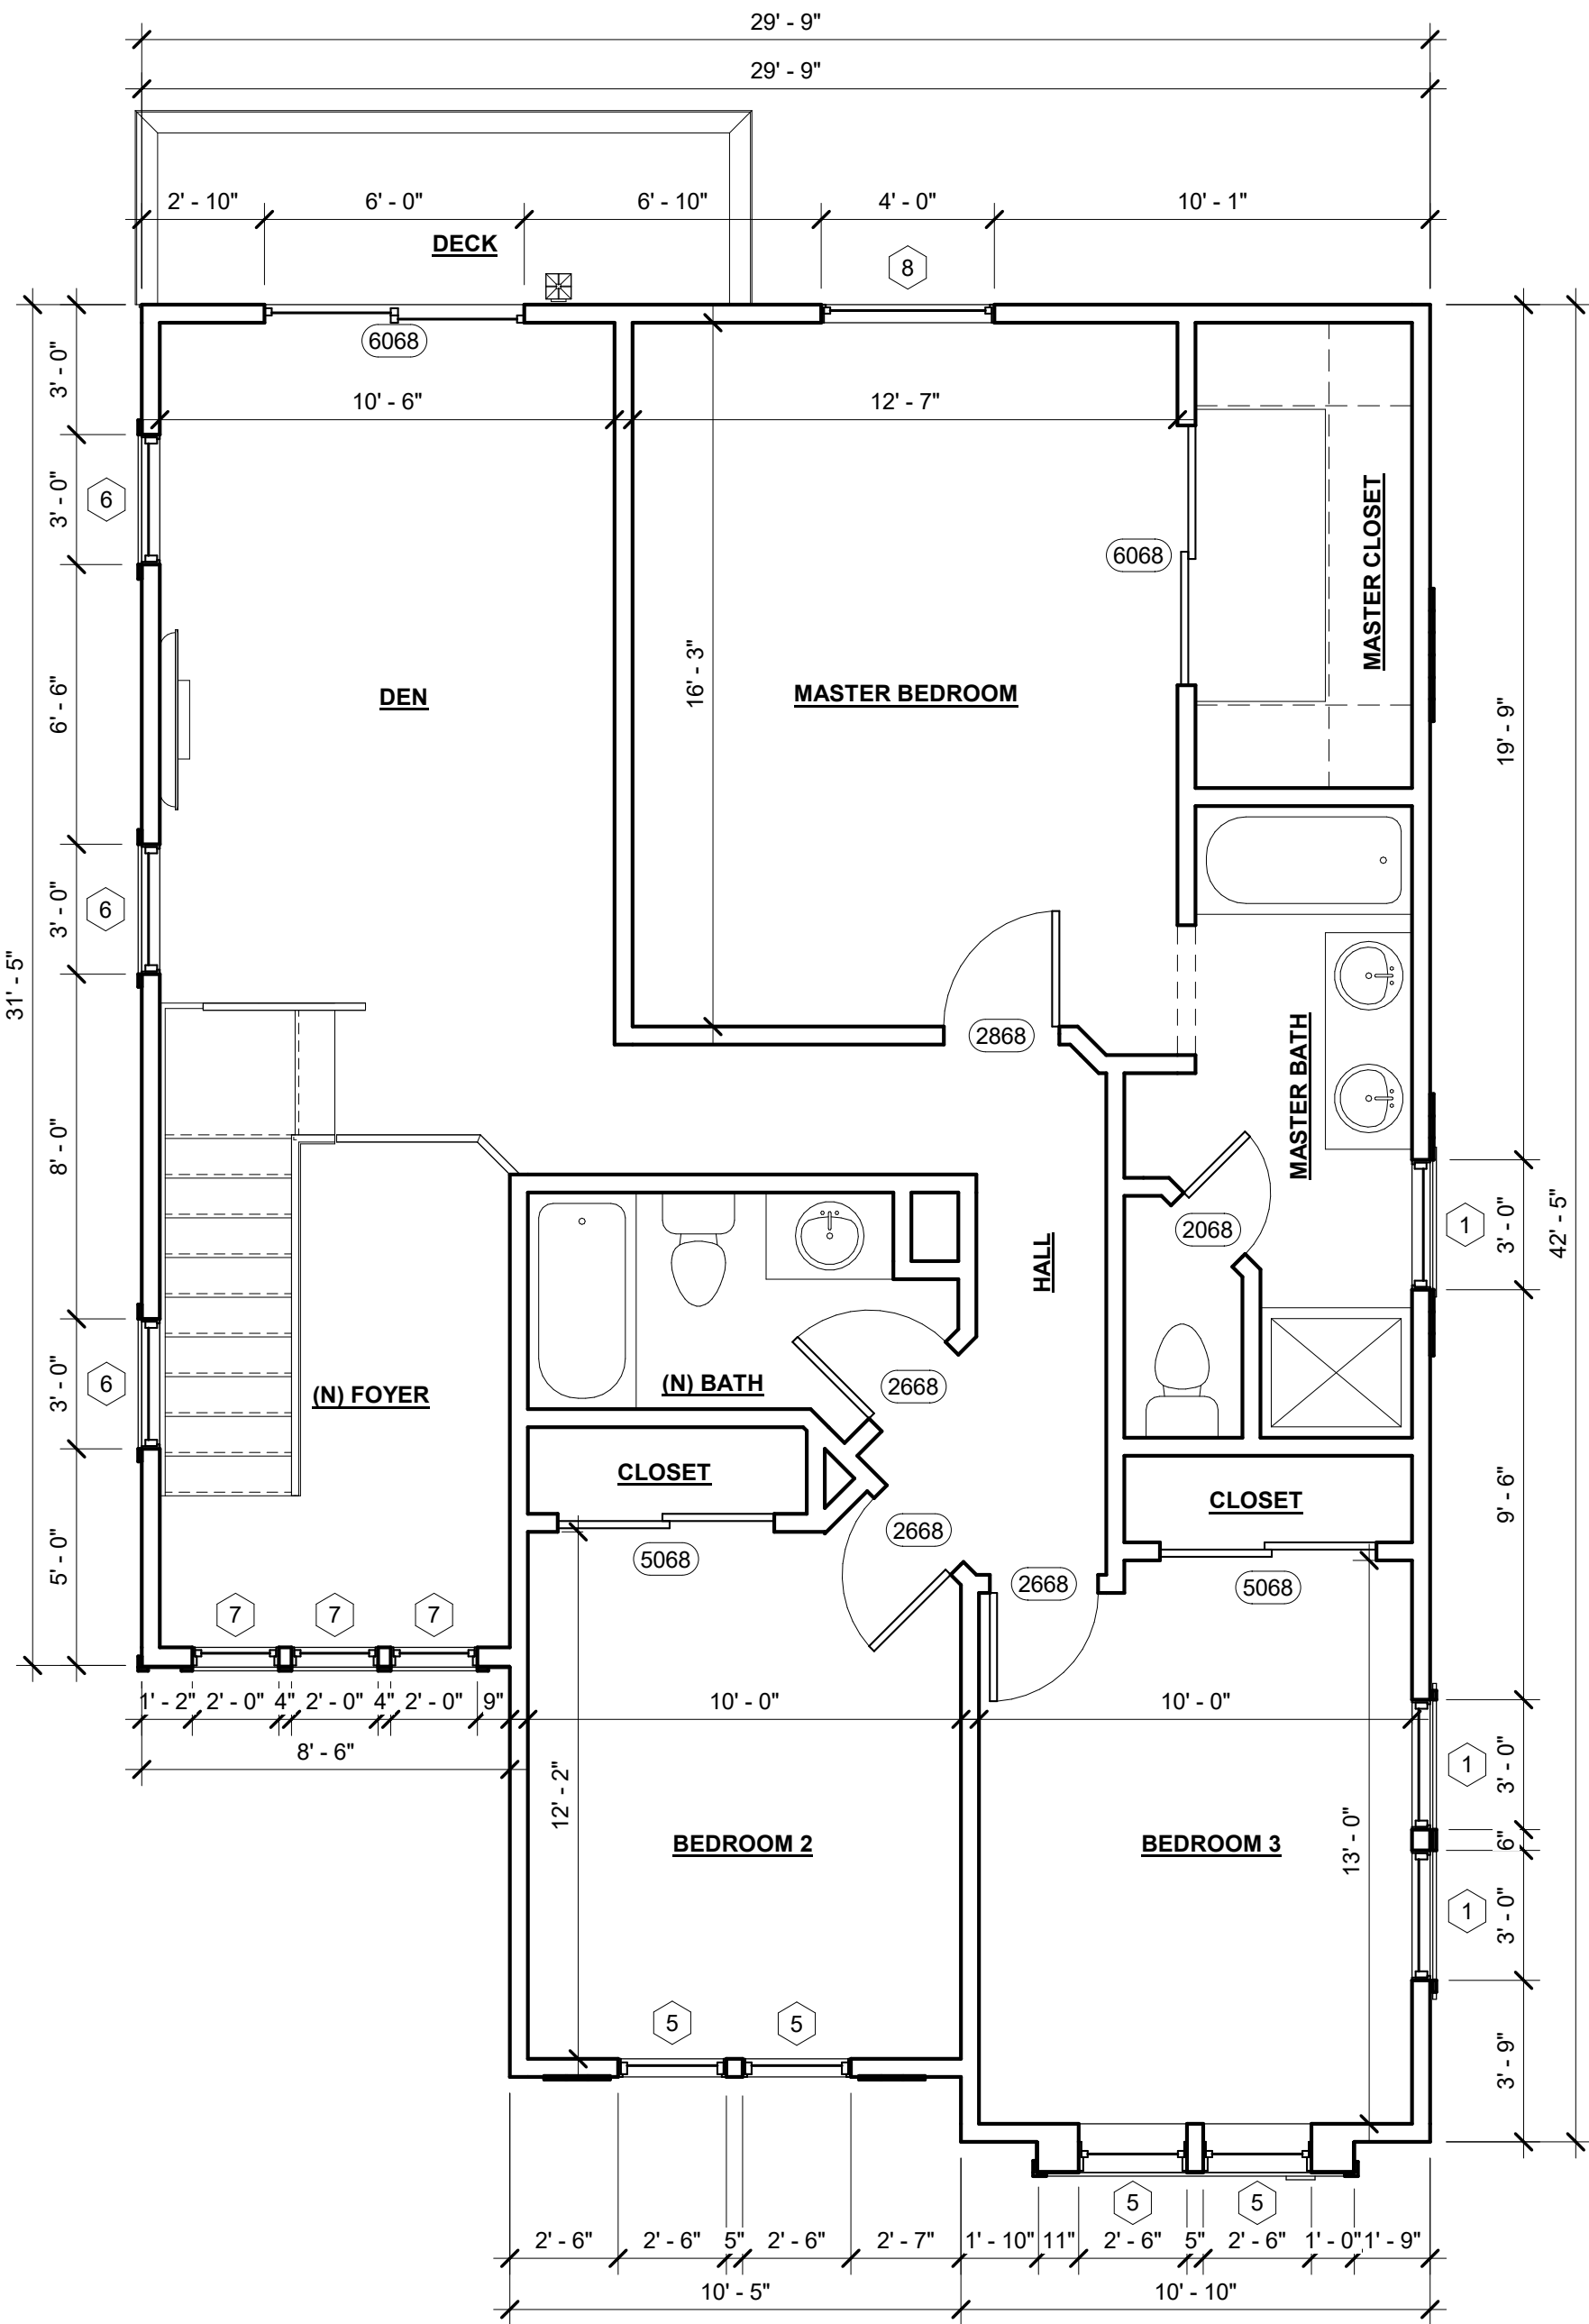 29' - 9"
29' - 9"
2' - 10"
6' - 0"
6' - 10"
4' - 0"
10' - 1"
DECK
8
6068
3' - 0"
10' - 6"
12' - 7"
3' - 0"
6
6068
MASTER CLOSET
6' - 6"
DEN
16' - 3"
MASTER BEDROOM
19' - 9"
3' - 0"
6
31' - 5"
2868
MASTER BATH
8' - 0"
2068
HALL
1
3' - 0"
42' - 5"
3' - 0"
6
(N) FOYER
(N) BATH
2668
CLOSET
CLOSET
9' - 6"
5' - 0"
2668
5068
2668
5068
7
7
7
1' - 2"
2' - 0"
4"
2' - 0"
4"
2' - 0"
9"
10' - 0"
10' - 0"
8' - 6"
12' - 2"
1
3' - 0"
BEDROOM 2
BEDROOM 3
13' - 0"
6"
1
3' - 0"
5
5
3' - 9"
5
5
2' - 6"
2' - 6"
5"
2' - 6"
2' - 7"
1' - 10"
11"
2' - 6"
5"
2' - 6"
1' - 0"
1' - 9"
10' - 5"
10' - 10"